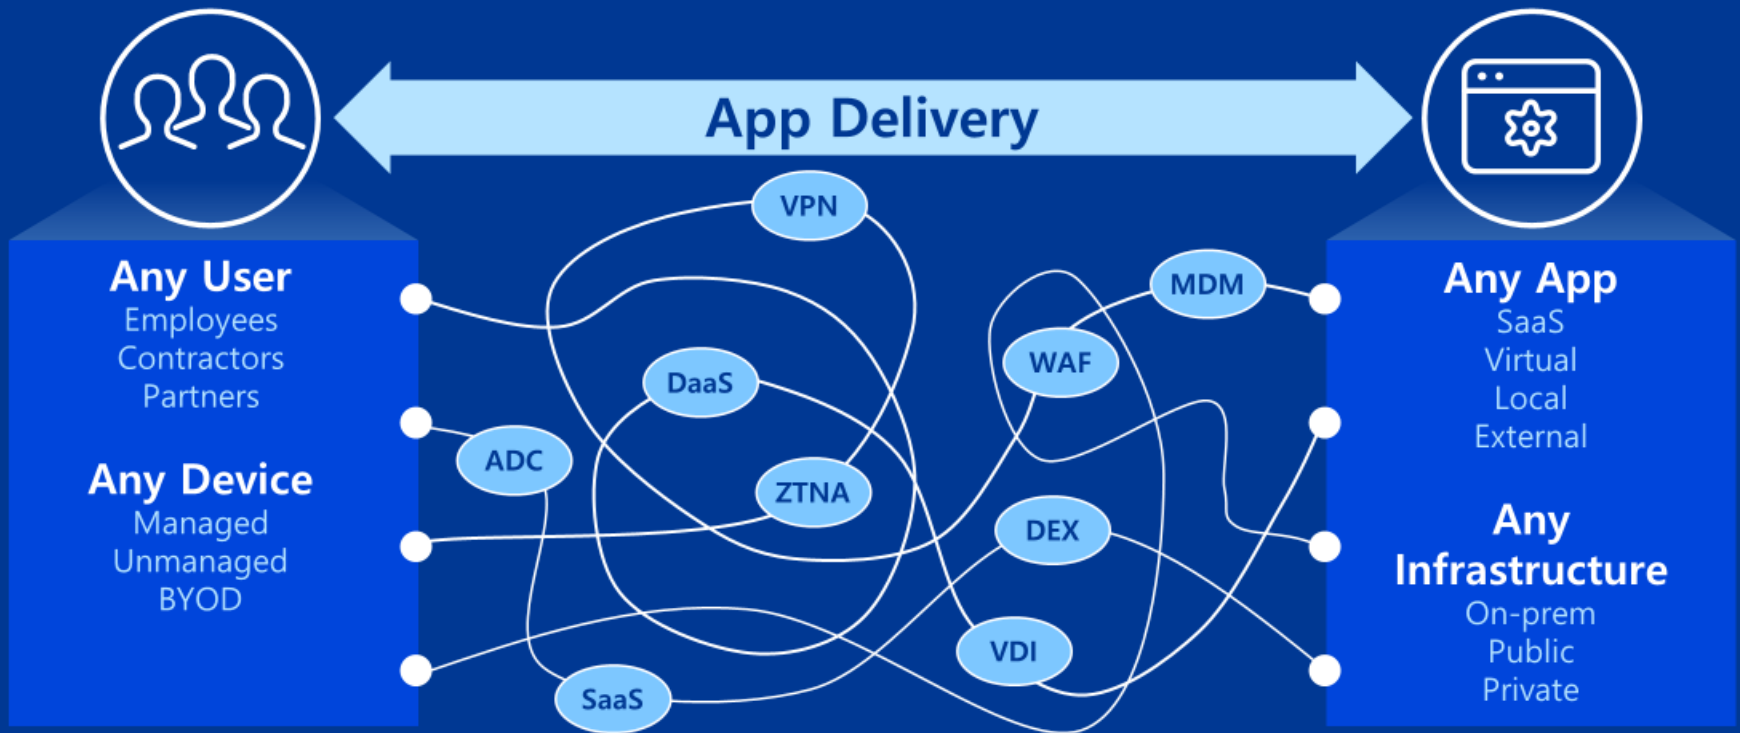 App Delivery
Any User
Employees
Contractors
Partners
Any Device
Managed
Unmanaged
BYOD
VPN
MDM
WAF
DaaS
ADC
ZTNA
DEX
VDI
SaaS
Any App
SaaS
Virtual
Local
External
Any
Infrastructure
On-prem
Public
Private